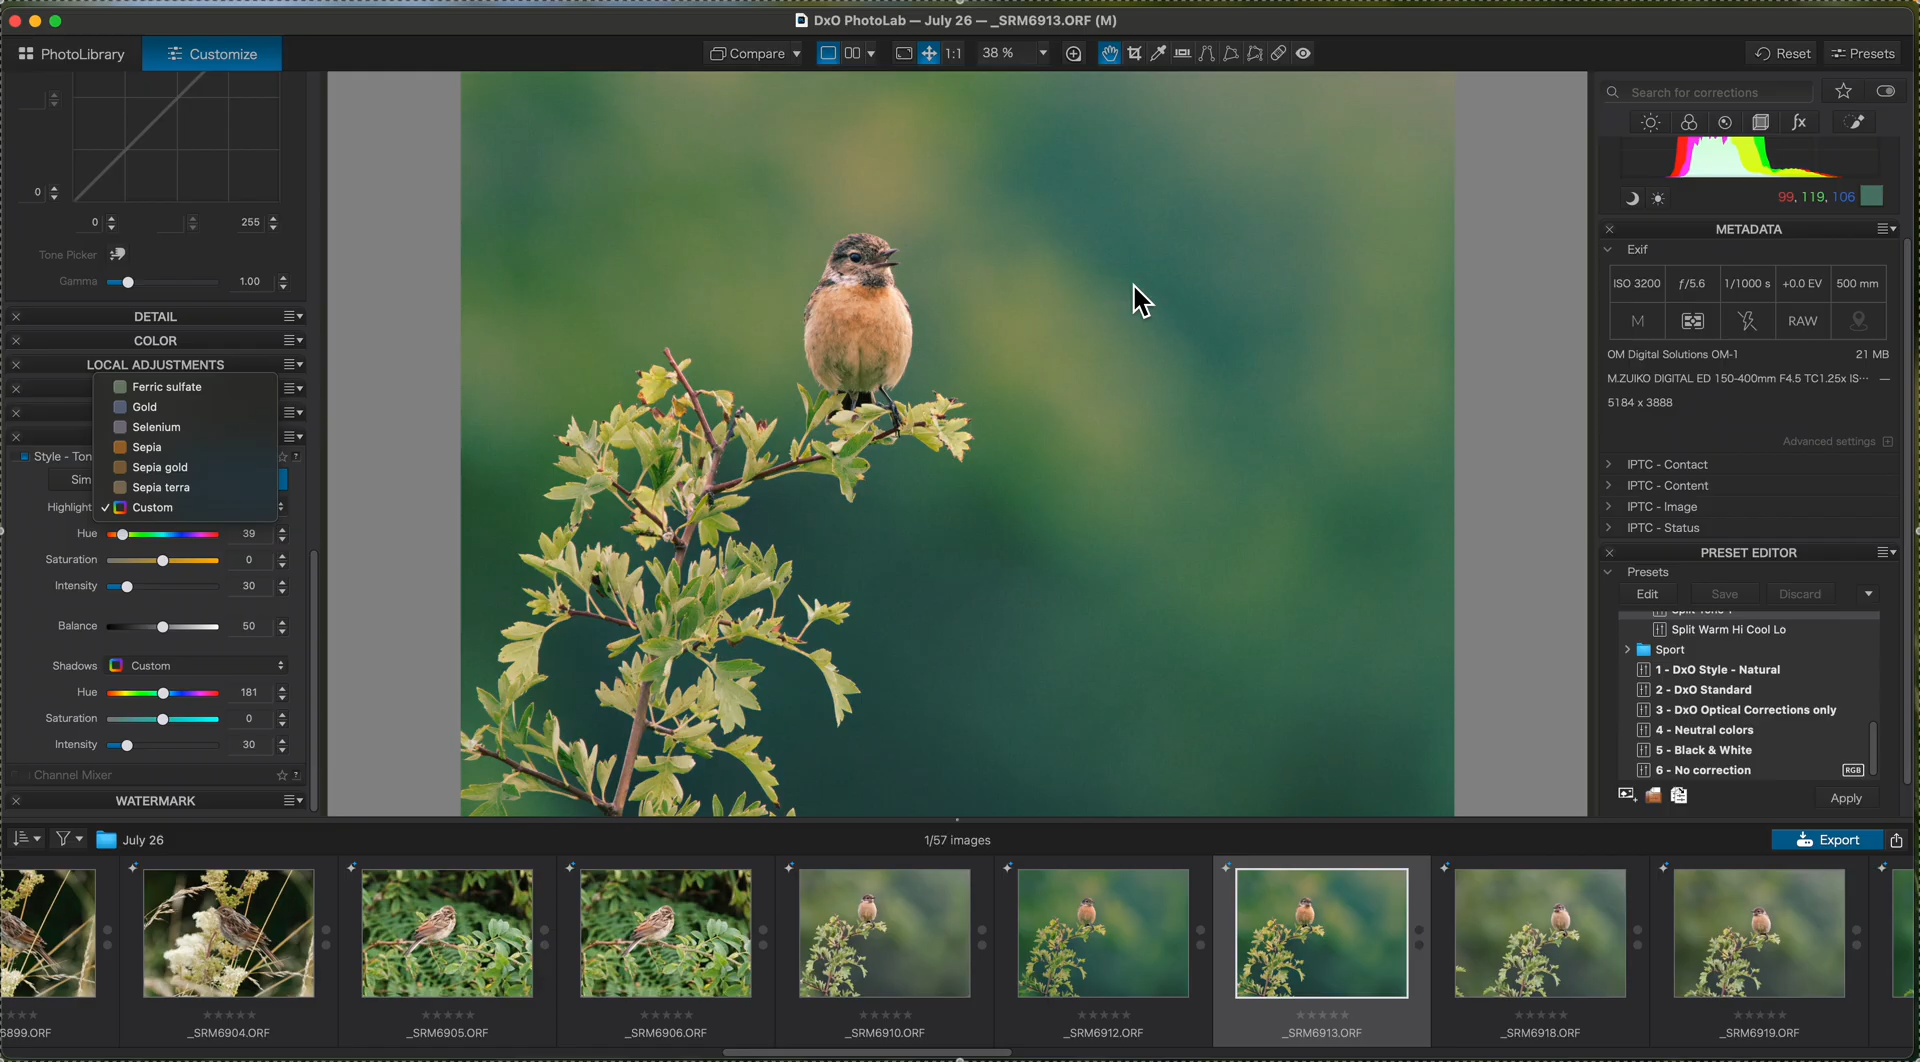 DxO PhotoLab — July 26 — _SRM6913.ORF (M)
PhotoLibrary
Customize
Compare
1:1
38 %
Reset
Presets
0
0
255
Tone Picker
Gamma
1.00
DETAIL
COLOR
LOCAL ADJUSTMENTS
Ferric sulfate
Gold
Selenium
Sepia
Sepia gold
Sepia terra
✓ Custom
Style - Ton
Sim
Highlight
Hue
39
Saturation
0
Intensity
30
Balance
50
Shadows
Custom
Hue
181
Saturation
0
Intensity
30
Channel Mixer
WATERMARK
Search for corrections
fx
99, 119, 106
METADATA
Exif
ISO 3200
ƒ/5.6
1/1000 s
+0.0 EV
500 mm
M
RAW
OM Digital Solutions OM-1
21 MB
M.ZUIKO DIGITAL ED 150-400mm F4.5 TC1.25x IS…
—
5184 x 3888
Advanced settings
IPTC - Contact
IPTC - Content
IPTC - Image
IPTC - Status
PRESET EDITOR
Presets
Edit
Save
Discard
Split Warm Hi Cool Lo
Sport
1 - DxO Style - Natural
2 - DxO Standard
3 - DxO Optical Corrections only
4 - Neutral colors
5 - Black & White
6 - No correction
RGB
Apply
July 26
1/57 images
Export
6899.ORF
_SRM6904.ORF
_SRM6905.ORF
_SRM6906.ORF
_SRM6910.ORF
_SRM6912.ORF
_SRM6913.ORF
_SRM6918.ORF
_SRM6919.ORF